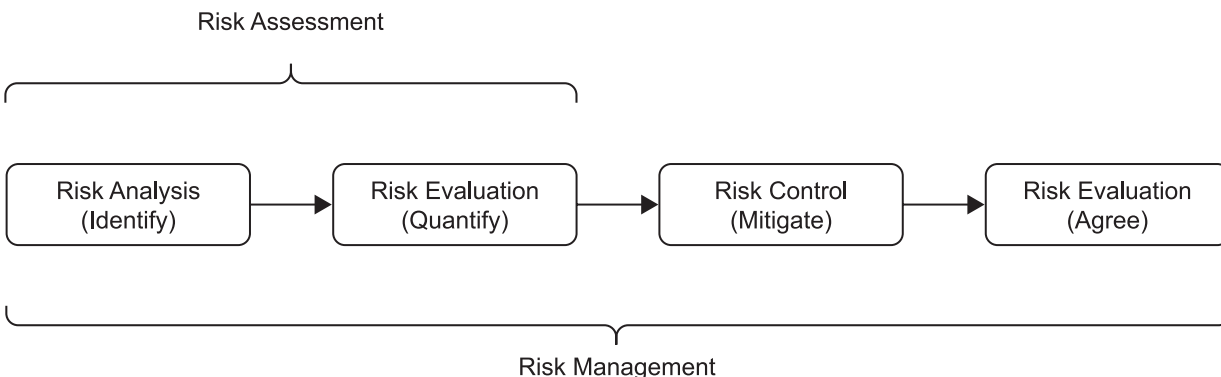 Risk Assessment
Risk Analysis
(Identify)
Risk Evaluation
(Quantify)
Risk Control
(Mitigate)
Risk Evaluation
(Agree)
Risk Management